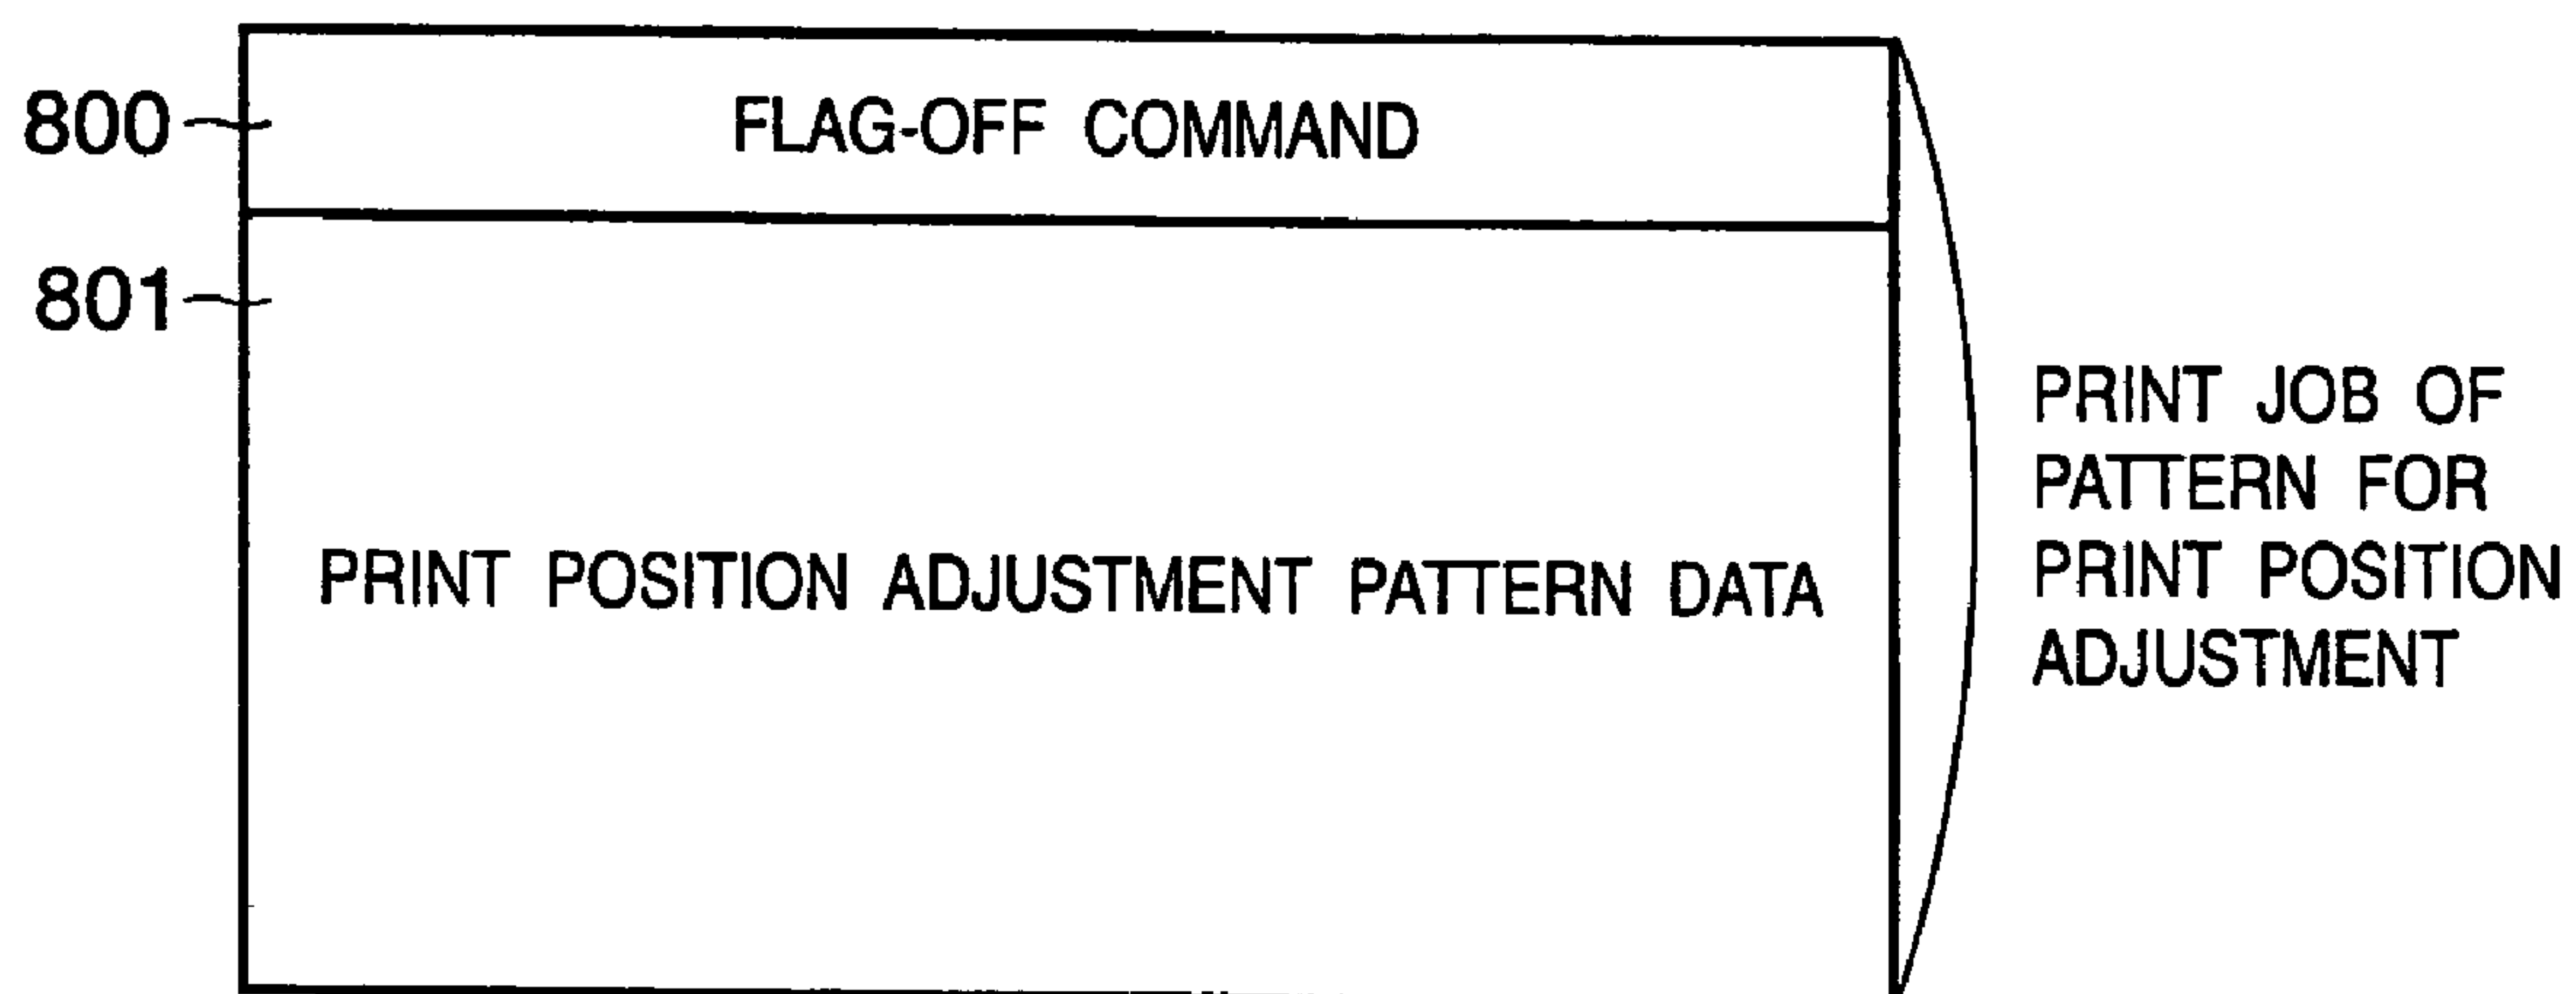 800
FLAG-OFF COMMAND
801
PRINT POSITION ADJUSTMENT PATTERN DATA
PRINT JOB OF
PATTERN FOR
PRINT POSITION
ADJUSTMENT